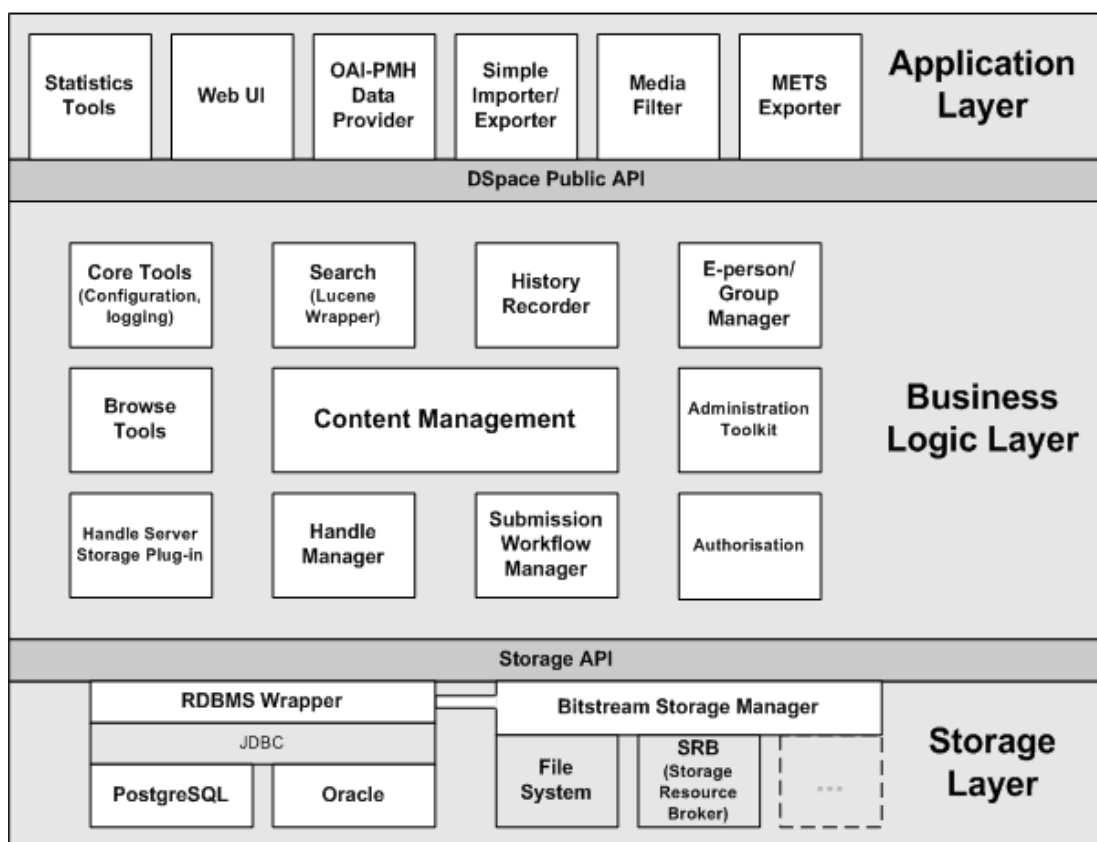 Statistics
Tools
Web UI
OAI-PMH
Data
Provider
Simple
Importer/
Exporter
Media
Filter
METS
Exporter
Application
Layer
DSpace Public API
Core Tools
(Configuration,
logging)
Search
(Lucene
Wrapper)
History
Recorder
E-person/
Group
Manager
Browse
Tools
Content Management
Administration
Toolkit
Business
Logic Layer
Handle Server
Storage Plug-in
Handle
Manager
Submission
Workflow
Manager
Authorisation
Storage API
RDBMS Wrapper
JDBC
PostgreSQL
Oracle
Bitstream Storage Manager
File
System
SRB
(Storage
Resource
Broker)
...
Storage
Layer